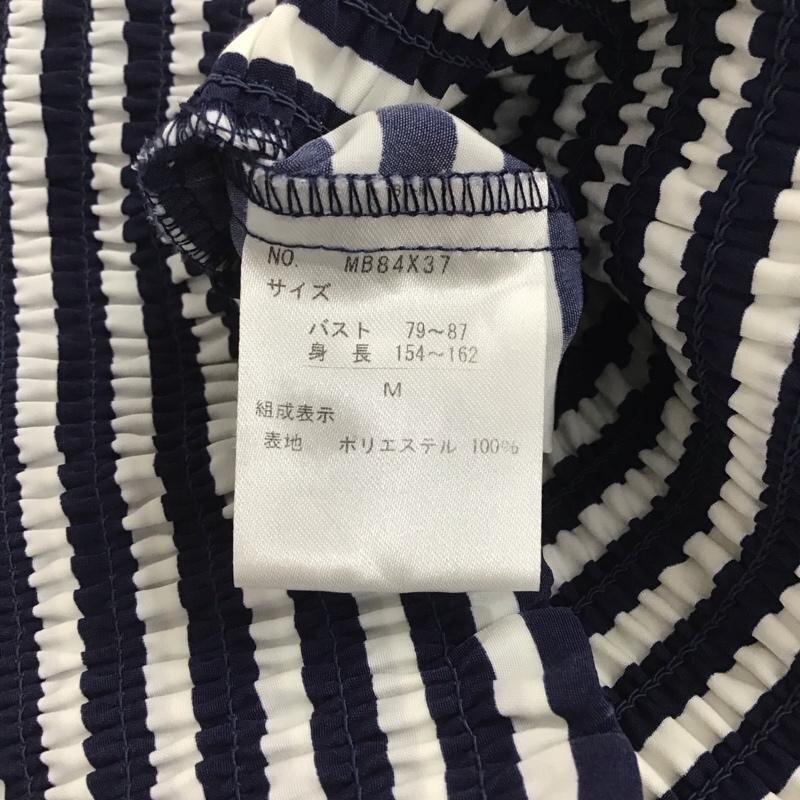 NO. MB84X37
サイズ
バスト 79〜87
身 長 154〜162
M
組成表示
表地 ポリエステル 100%